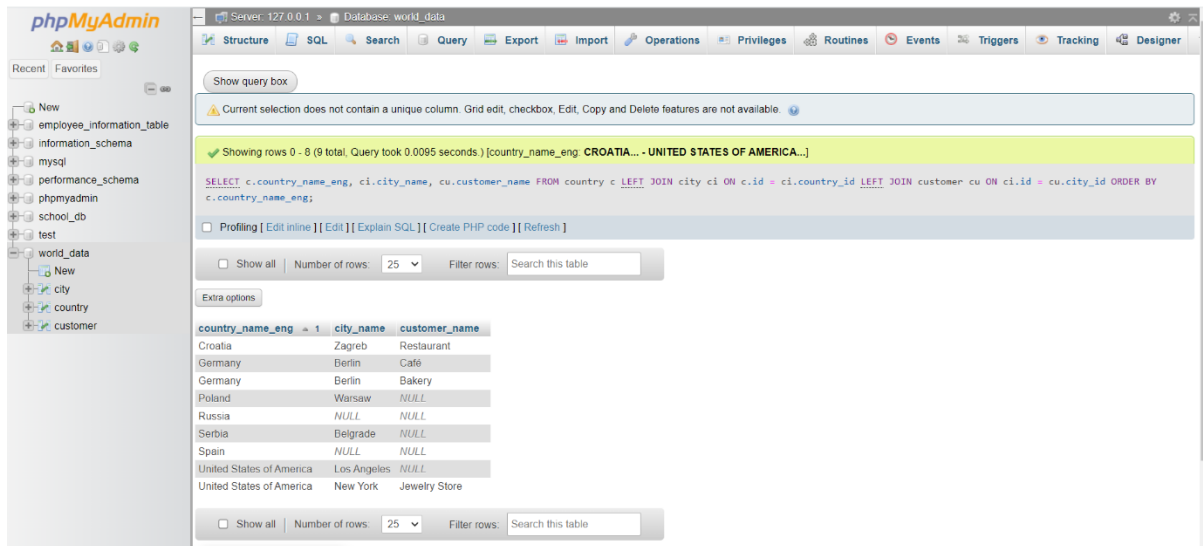 phpMyAdmin
Recent Favorites
New
employee_information_table
information_schema
mysql
performance_schema
phpmyadmin
school_db
test
world_data
New
city
country
customer
Server: 127.0.0.1 » Database: world_data
Structure SQL Search Query Export Import Operations Privileges Routines Events Triggers Tracking Designer
Show query box
Current selection does not contain a unique column. Grid edit, checkbox, Edit, Copy and Delete features are not available.
Showing rows 0 - 8 (9 total, Query took 0.0095 seconds.) [country_name_eng: CROATIA... - UNITED STATES OF AMERICA...]
SELECT c.country_name_eng, ci.city_name, cu.customer_name FROM country c LEFT JOIN city ci ON c.id = ci.country_id LEFT JOIN customer cu ON ci.id = cu.city_id ORDER BY
c.country_name_eng;
Profiling [ Edit inline ] [ Edit ] [ Explain SQL ] [ Create PHP code ] [ Refresh ]
Show all | Number of rows: 25 Filter rows: Search this table
Extra options
country_name_eng 1 city_name customer_name
Croatia Zagreb Restaurant
Germany Berlin Café
Germany Berlin Bakery
Poland Warsaw NULL
Russia NULL NULL
Serbia Belgrade NULL
Spain NULL NULL
United States of America Los Angeles NULL
United States of America New York Jewelry Store
Show all | Number of rows: 25 Filter rows: Search this table